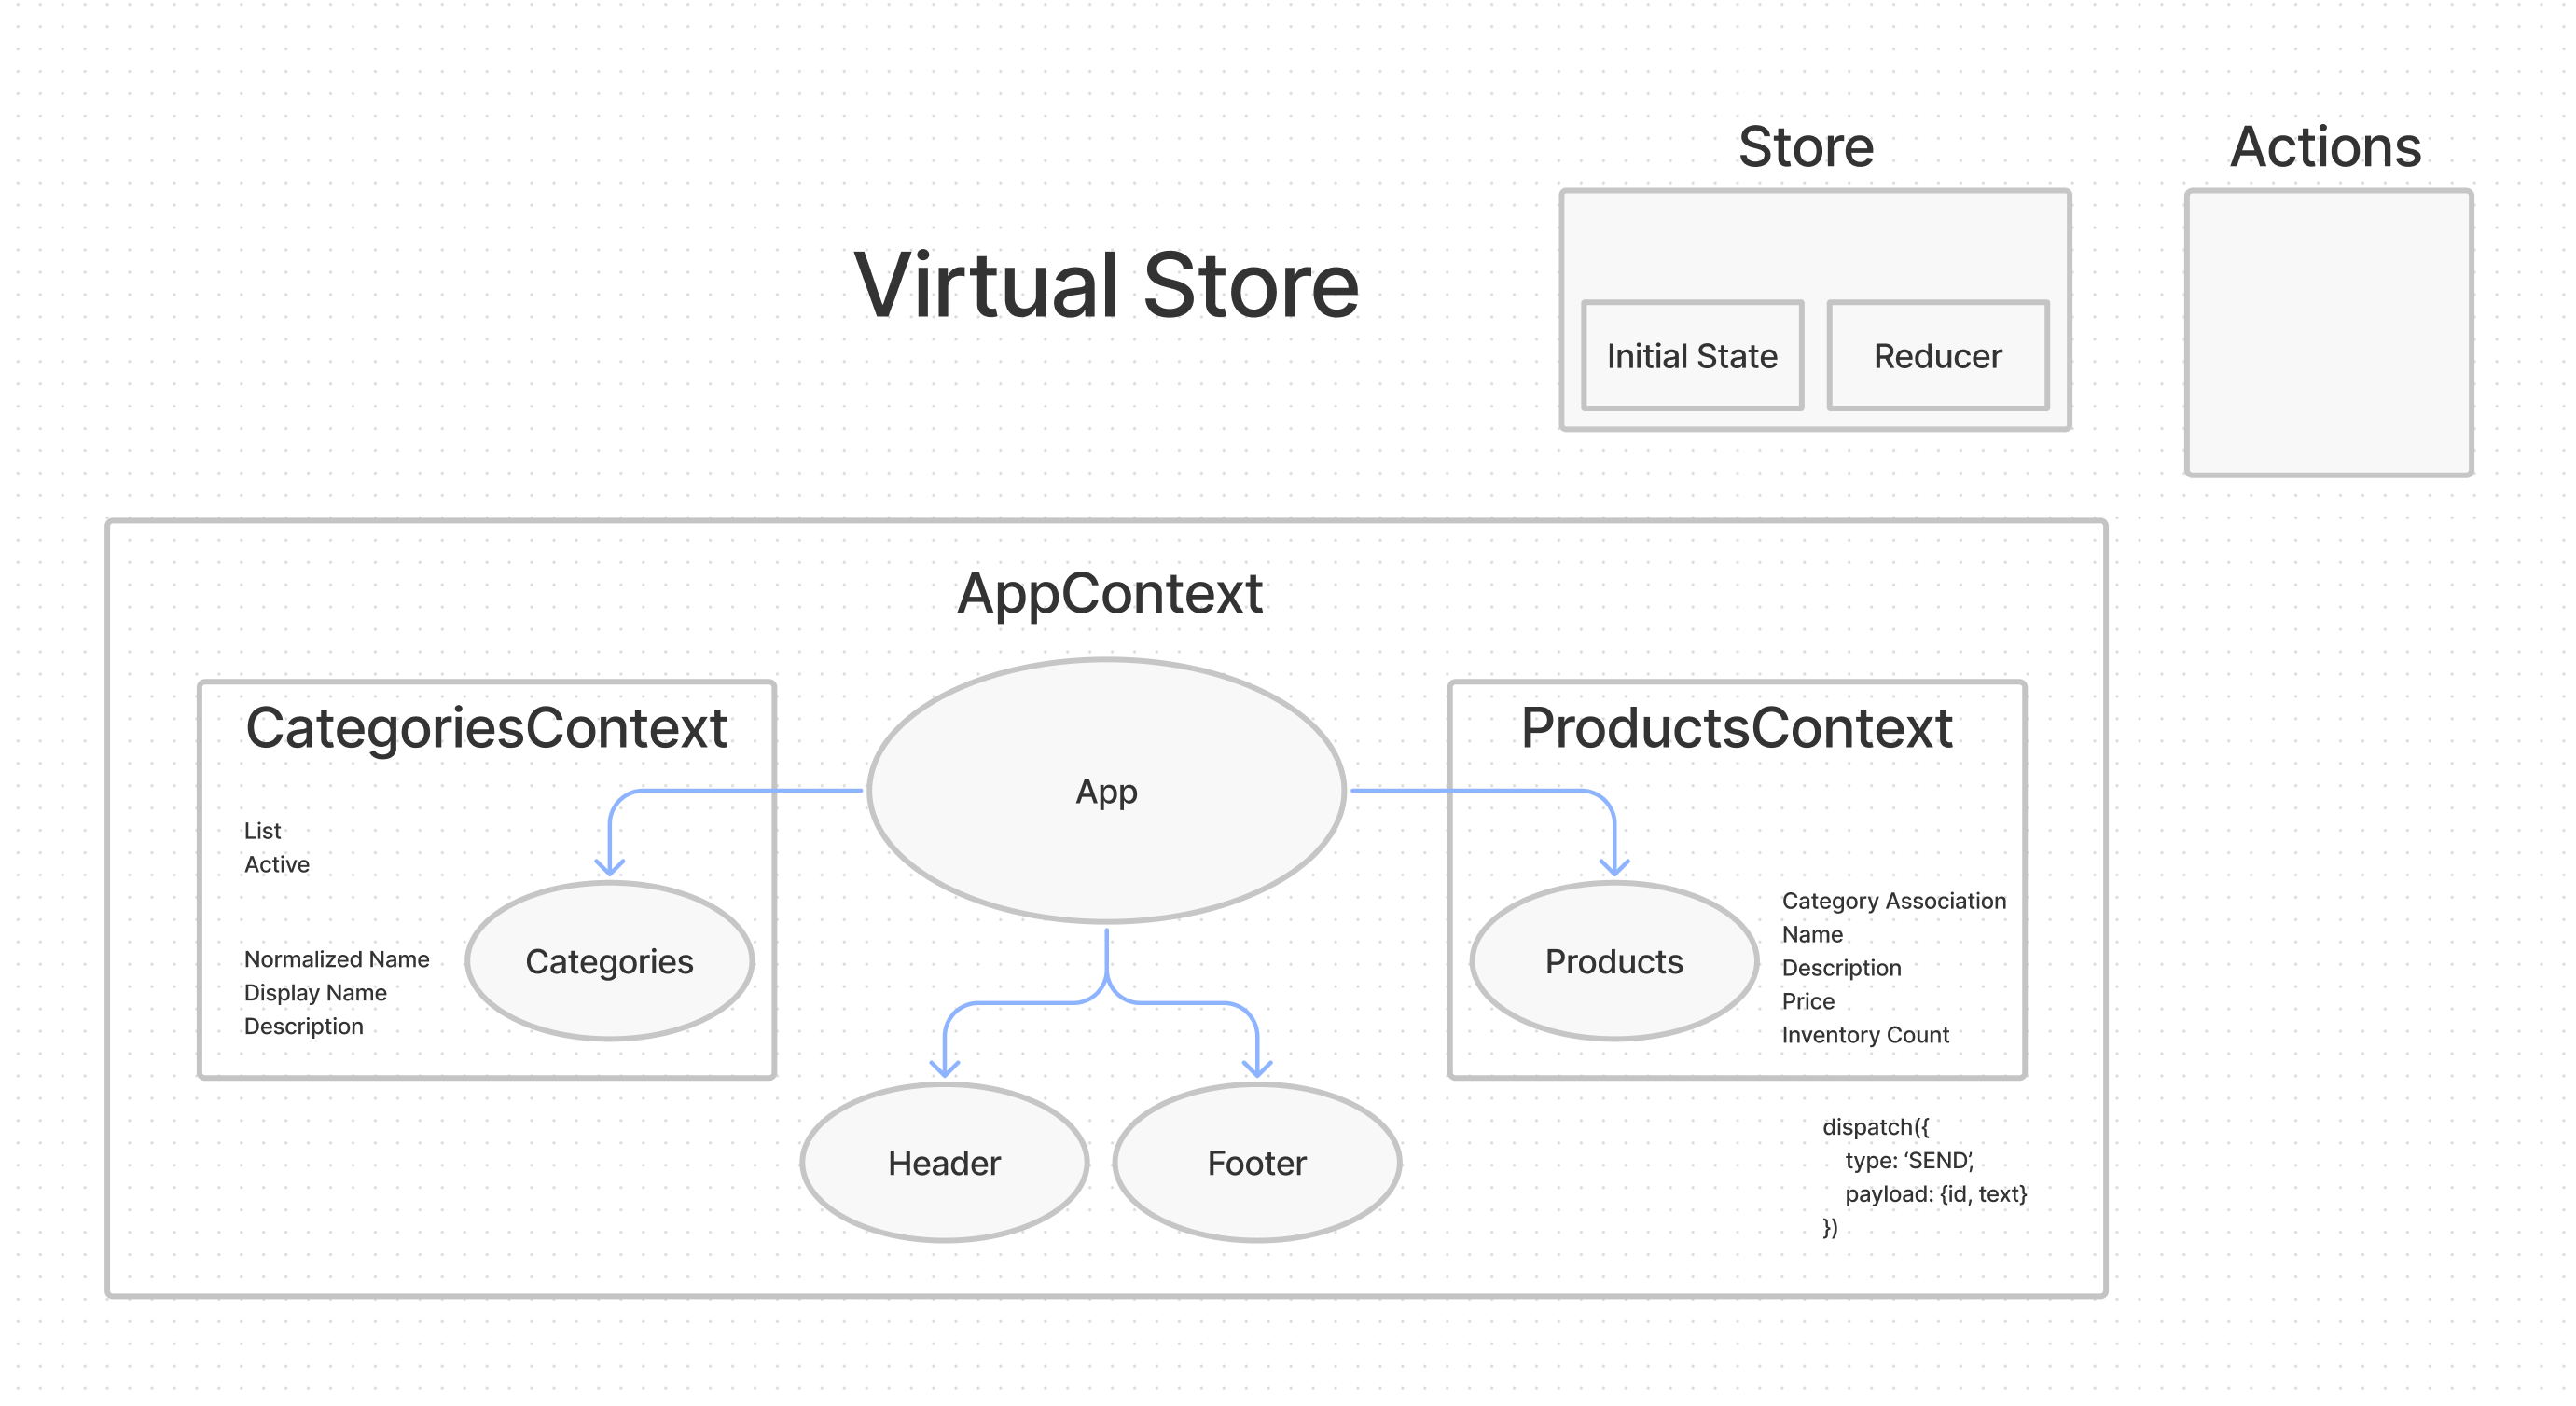 Store
Actions
Virtual Store
Initial State
Reducer
AppContext
CategoriesContext
ProductsContext
App
List
Active
Category Association
Name
Description
Price
Inventory Count
Normalized Name
Display Name
Description
Categories
Products
Header
Footer
dispatch({
type: ‘SEND’,
payload: {id, text}
})